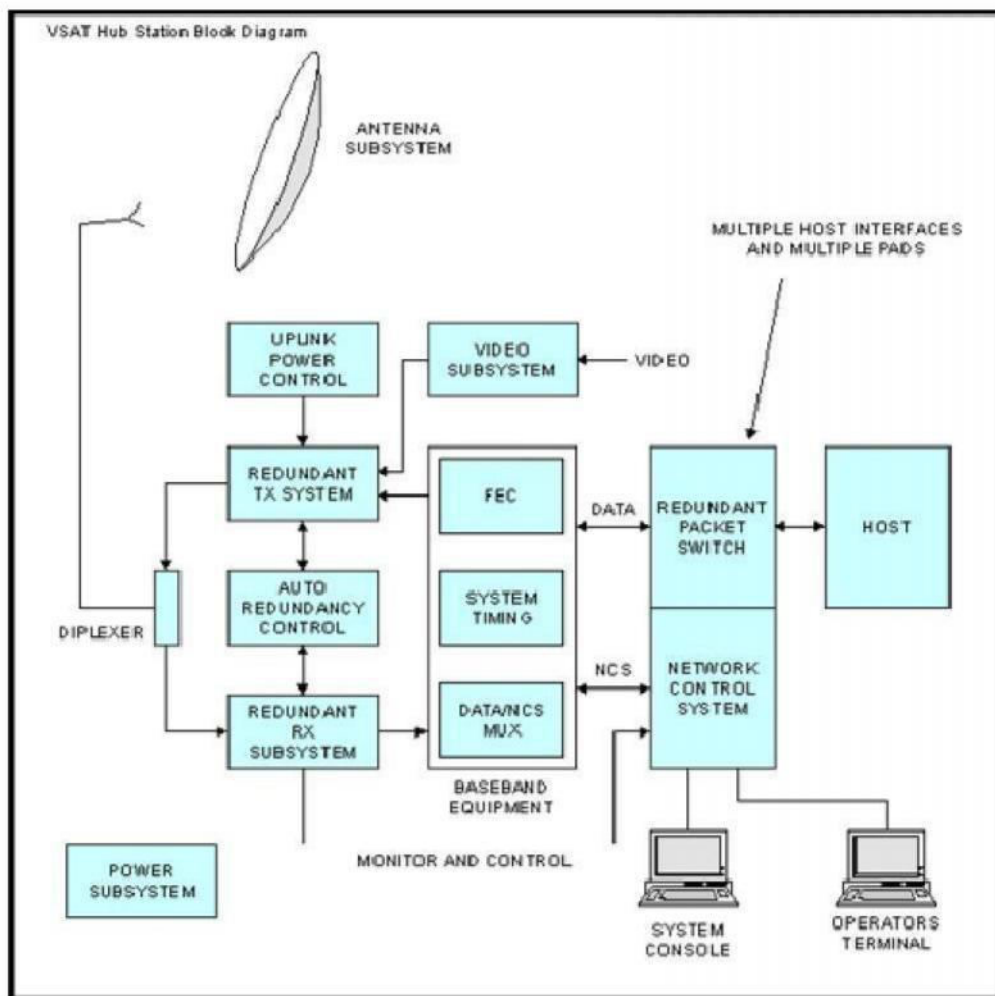 VSAT Hub Station Block Diagram
ANTENNA
SUBSYSTEM
MULTIPLE HOST INTERFACES
AND MULTIPLE PADS
UPLINK
POWER
CONTROL
VIDEO
SUBSYSTEM
VIDEO
REDUNDANT
TX SYSTEM
FEC
DATA
REDUNDANT
PACKET
SWITCH
HOST
AUTO
REDUNDANCY
CONTROL
SYSTEM
TIMING
DIPLEXER
NCS
NETWORK
CONTROL
SYSTEM
REDUNDANT
RX
SUBSYSTEM
DATA/NCS
MUX
BASEBAND
EQUIPMENT
MONITOR AND CONTROL
POWER
SUBSYSTEM
SYSTEM
CONSOLE
OPERATORS
TERMINAL